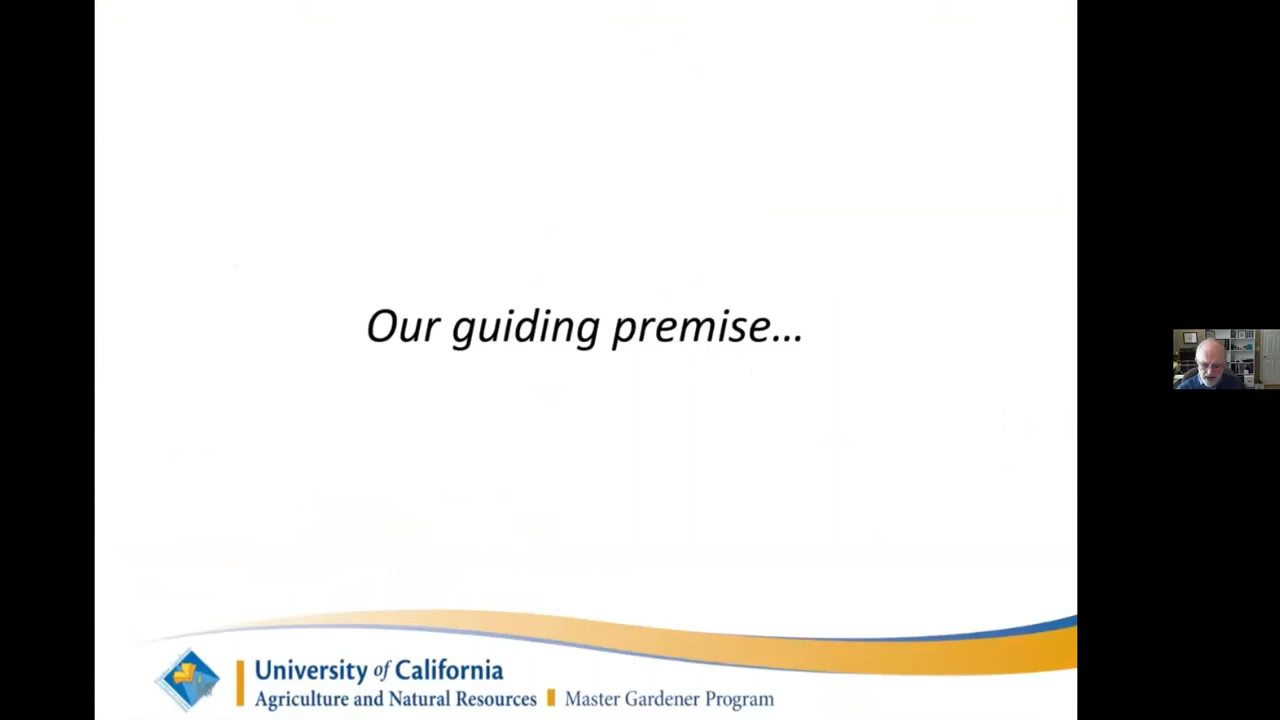 Our guiding premise...
University of California
Agriculture and Natural Resources Master Gardener Program